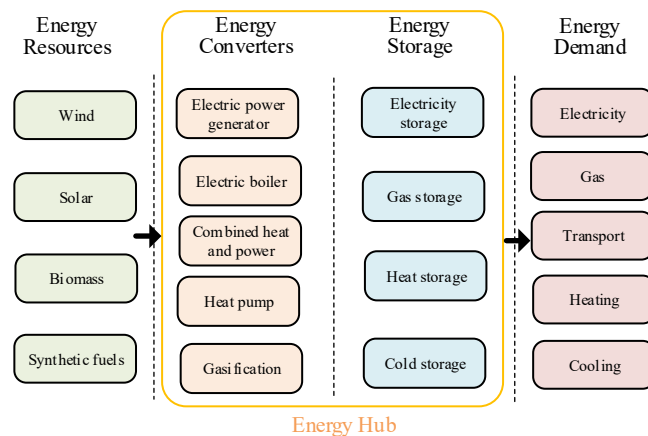 Energy
Resources
Energy
Converters
Energy
Storage
Energy
Demand
Wind
Solar
Biomass
Synthetic fuels
Electric power
generator
Electric boiler
Combined heat
and power
Heat pump
Gasification
Electricity
storage
Gas storage
Heat storage
Cold storage
Electricity
Gas
Transport
Heating
Cooling
Energy Hub